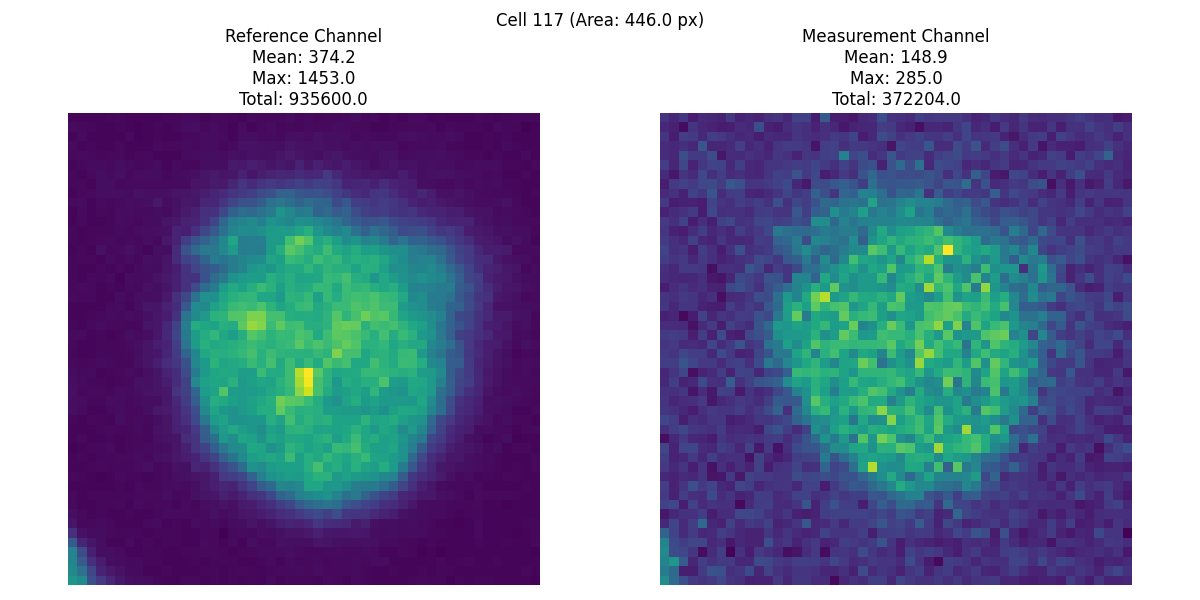 Cell 117 (Area: 446.0 px)
Reference Channel
Mean: 374.2
Max: 1453.0
Total: 935600.0
Measurement Channel
Mean: 148.9
Max: 285.0
Total: 372204.0